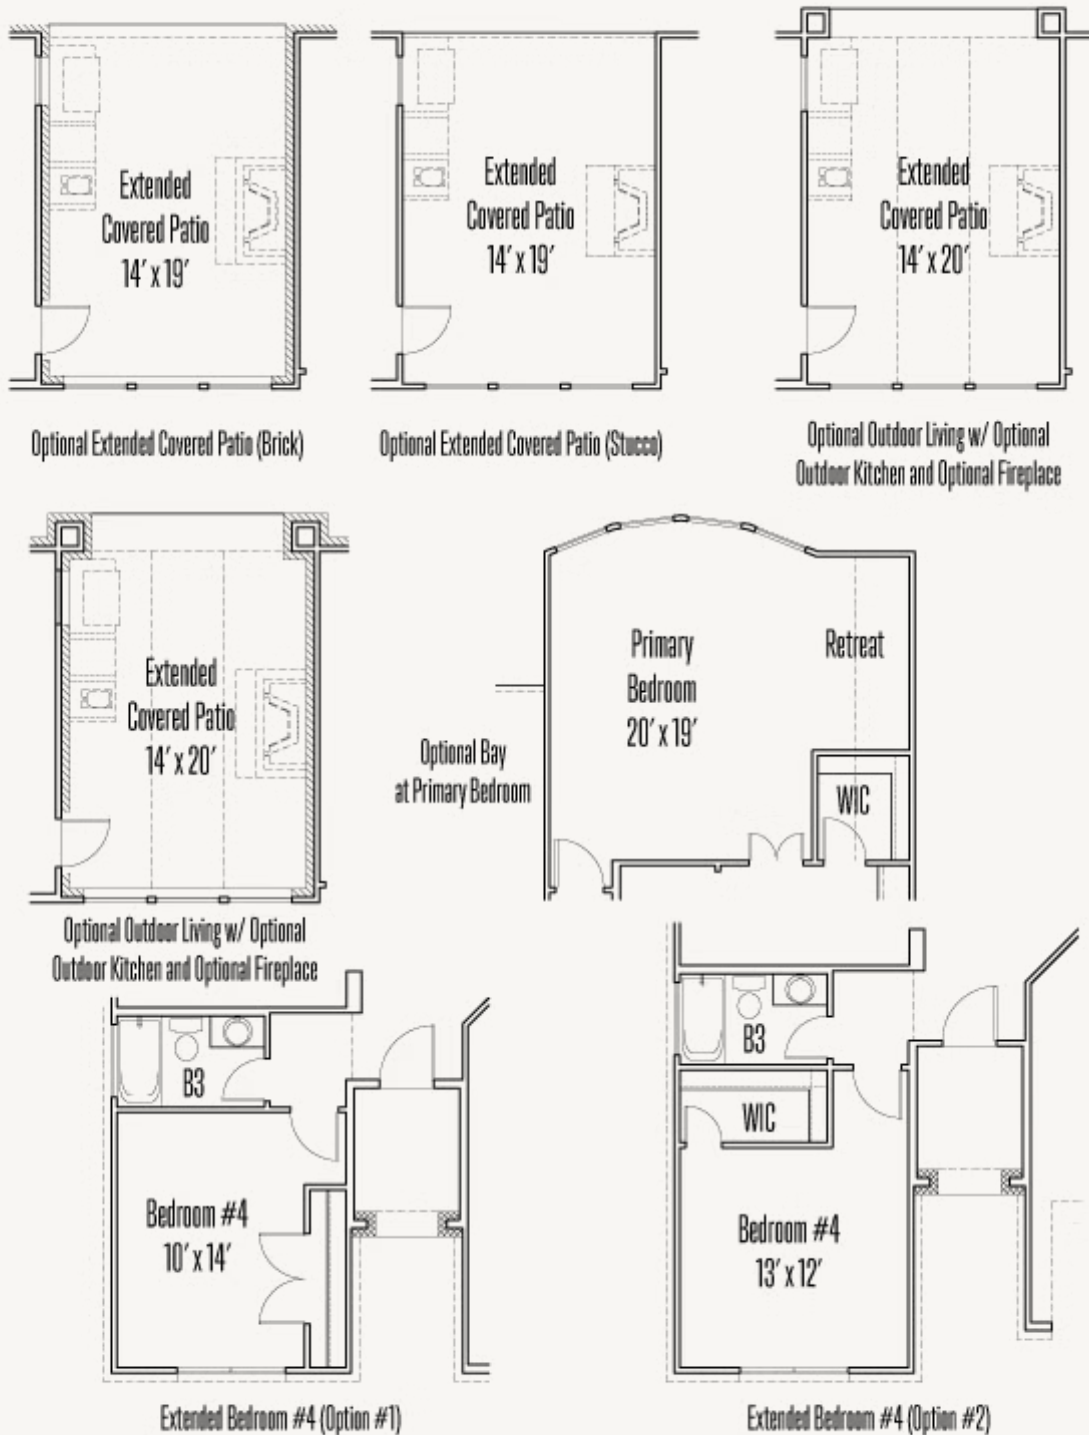 Extended
Covered Patio
14' x 19'
Optional Extended Covered Patio (Brick)
Extended
Covered Patio
14' x 19'
Optional Extended Covered Patio (Stucco)
Extended
Covered Patio
14' x 20'
Optional Outdoor Living w/ Optional
Outdoor Kitchen and Optional Fireplace
Extended
Covered Patio
14' x 20'
Optional Outdoor Living w/ Optional
Outdoor Kitchen and Optional Fireplace
Primary
Bedroom
20' x 19'
Retreat
WIC
Optional Bay
at Primary Bedroom
B3
Bedroom #4
10' x 14'
Extended Bedroom #4 (Option #1)
B3
WIC
Bedroom #4
13' x 12'
Extended Bedroom #4 (Option #2)